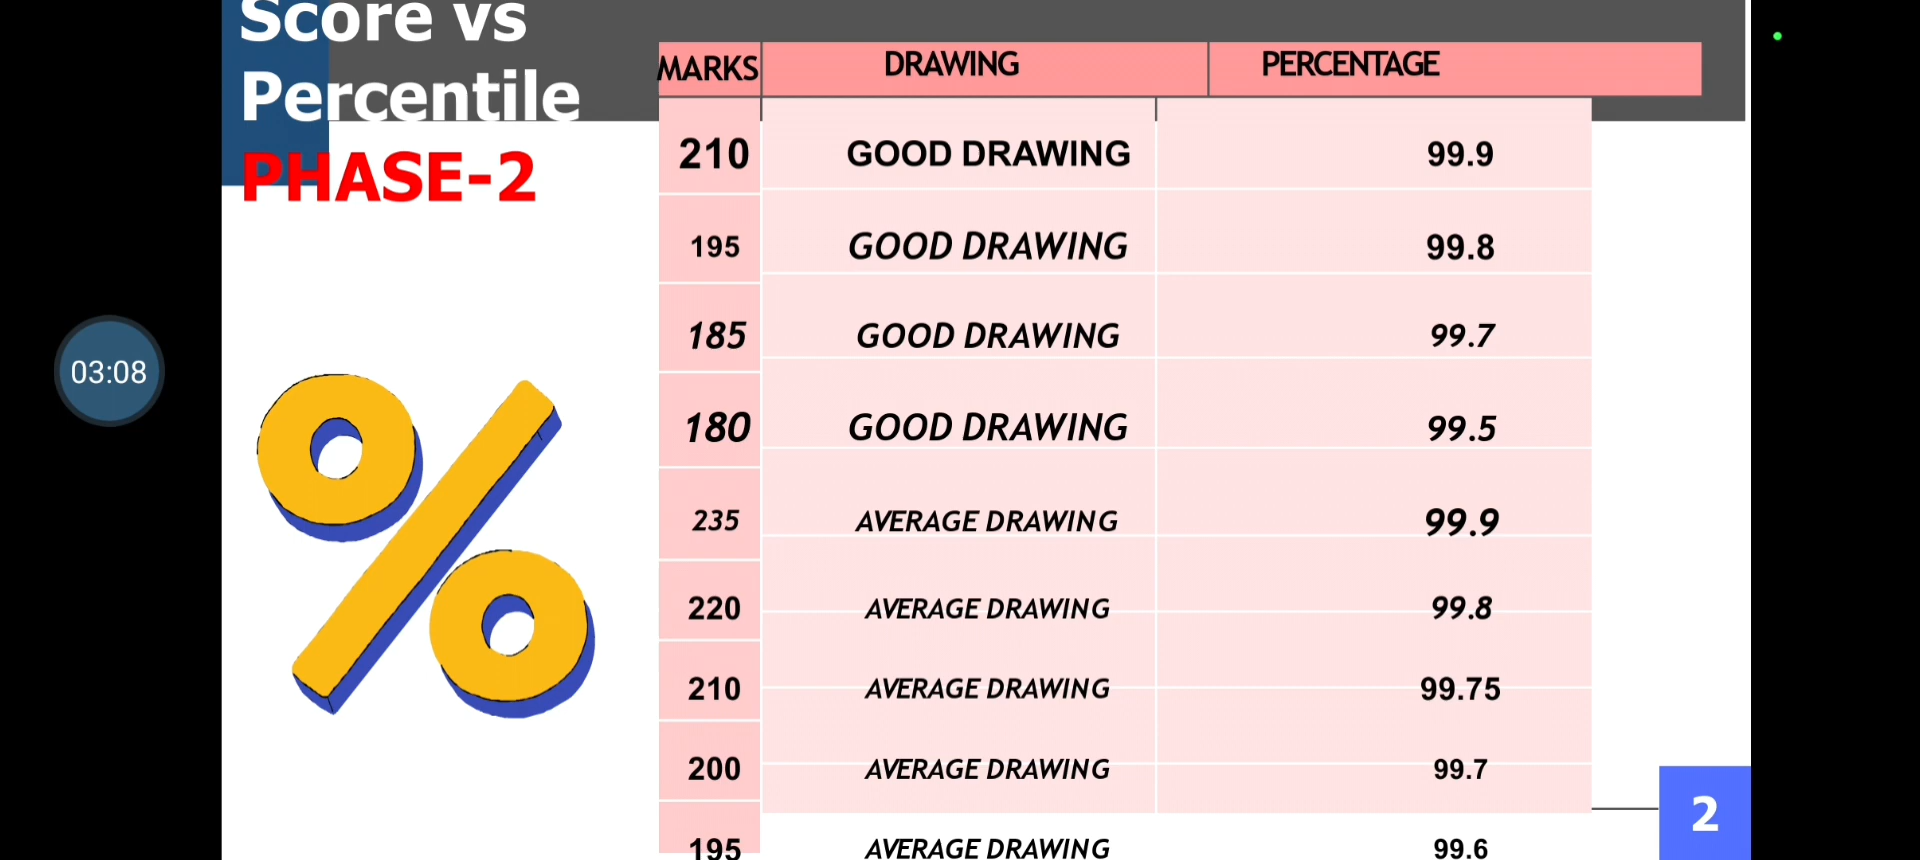 Score vs
Percentile
PHASE-2
MARKS DRAWING PERCENTAGE
210 GOOD DRAWING 99.9
195 GOOD DRAWING 99.8
185 GOOD DRAWING 99.7
180 GOOD DRAWING 99.5
235 AVERAGE DRAWING 99.9
220 AVERAGE DRAWING 99.8
210 AVERAGE DRAWING 99.75
200 AVERAGE DRAWING 99.7
195 AVERAGE DRAWING 99.6
03:08
2